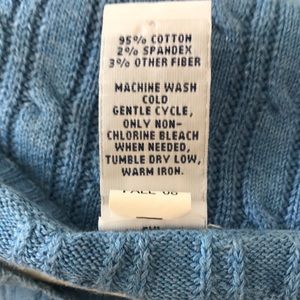 95% COTTON
2% SPANDEX
3% OTHER FIBER
MACHINE WASH
COLD
GENTLE CYCLE,
ONLY NON-
CHLORINE BLEACH
WHEN NEEDED,
TUMBLE DRY LOW,
WARM IRON.
FALL 08